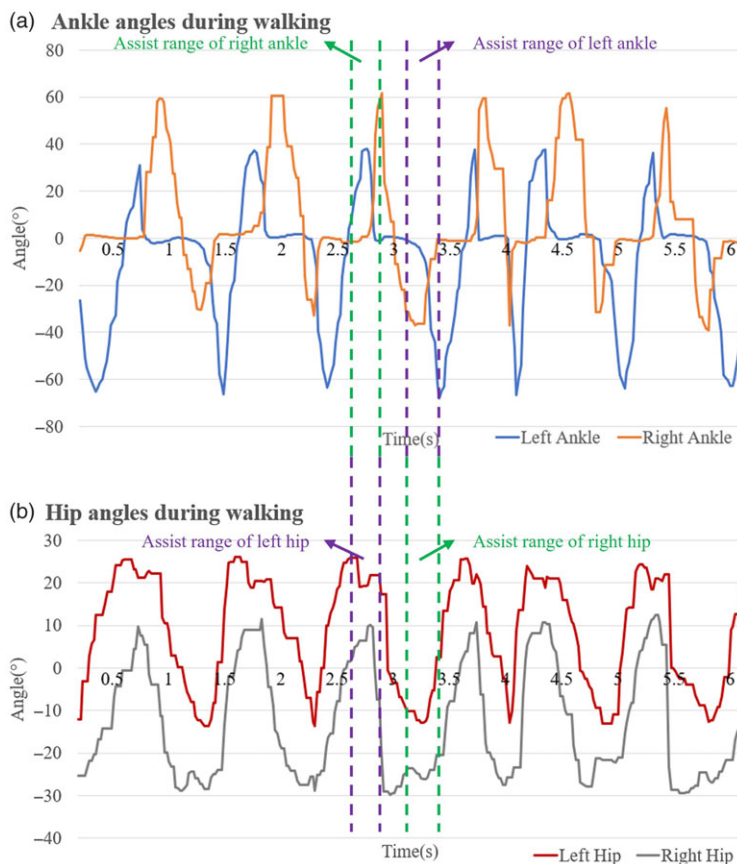 (a) Ankle angles during walking
80
Assist range of right ankle
Assist range of left ankle
60
40
20
0
0.5 1 1.5 2 2.5 3 3.5 4 4.5 5 5.5 6
–20
–40
–60
–80
Angle(°)
Time(s)
Left Ankle Right Ankle
(b) Hip angles during walking
30
Assist range of left hip
Assist range of right hip
20
10
0
0.5 1 1.5 2 2.5 3 3.5 4 4.5 5 5.5 6
–10
–20
–30
–40
Angle(°)
Time(s)
Left Hip Right Hip